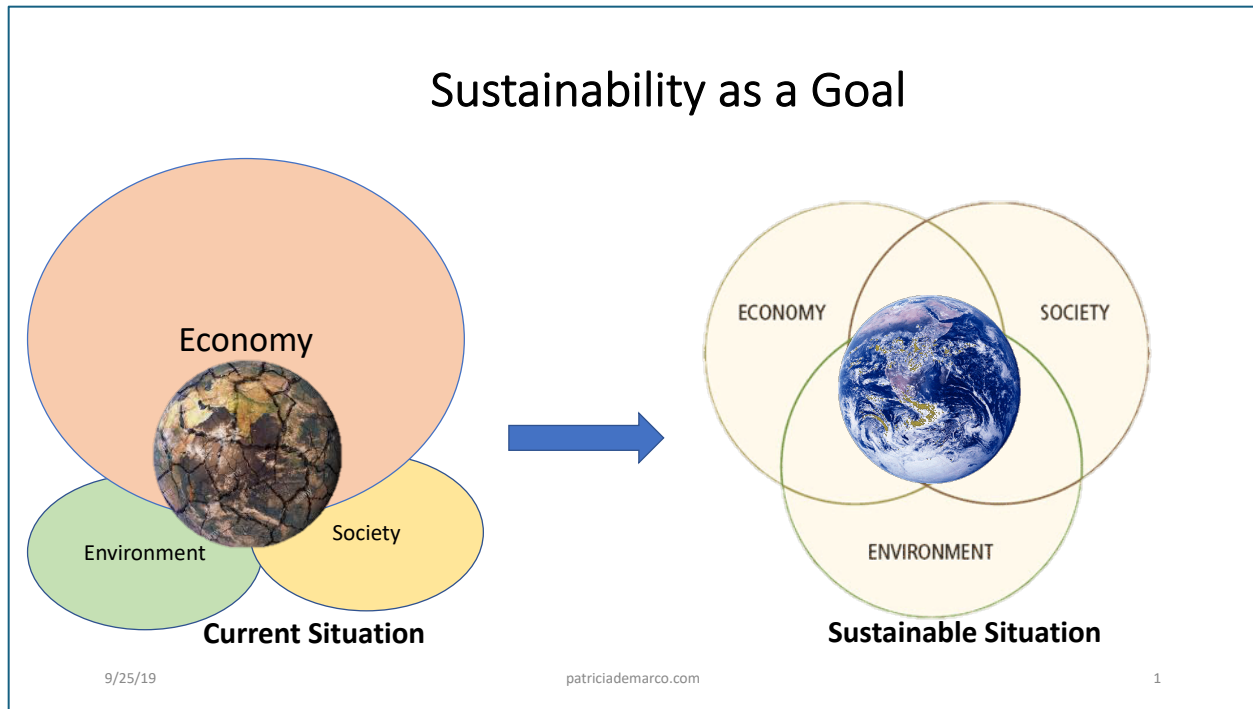 Sustainability as a Goal
Economy
Environment
Society
Current Situation
ECONOMY
SOCIETY
ENVIRONMENT
Sustainable Situation
9/25/19
patriciademarco.com
1